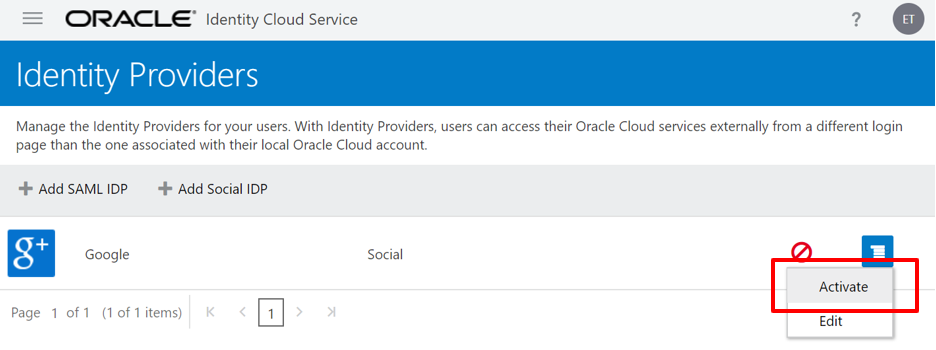 ORACLE® Identity Cloud Service ? ET
Identity Providers
Manage the Identity Providers for your users. With Identity Providers, users can access their Oracle Cloud services externally from a different login
page than the one associated with their local Oracle Cloud account.
+ Add SAML IDP + Add Social IDP
g+ Google Social
Activate
Page 1 of 1 (1 of 1 items) 1
Edit